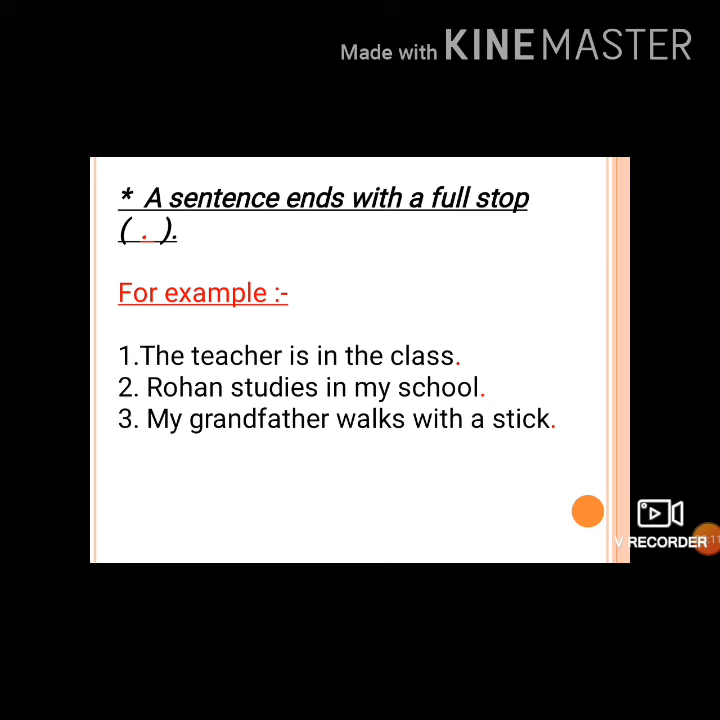 Made with KINEMASTER
* A sentence ends with a full stop
( . ).
For example :-
1.The teacher is in the class.
2. Rohan studies in my school.
3. My grandfather walks with a stick.
V RECORDER